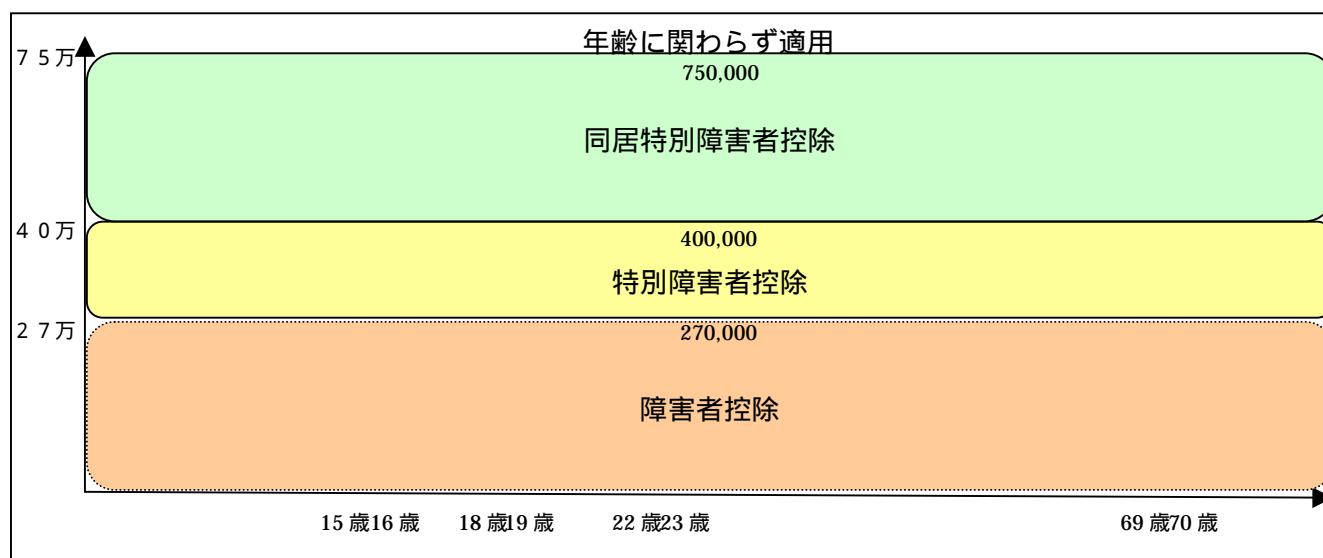 年齢に関わらず適用
７５万
750,000
同居特別障害者控除
４０万
400,000
特別障害者控除
２７万
270,000
障害者控除
15 歳16 歳 18 歳19 歳 22 歳23 歳 69 歳70 歳